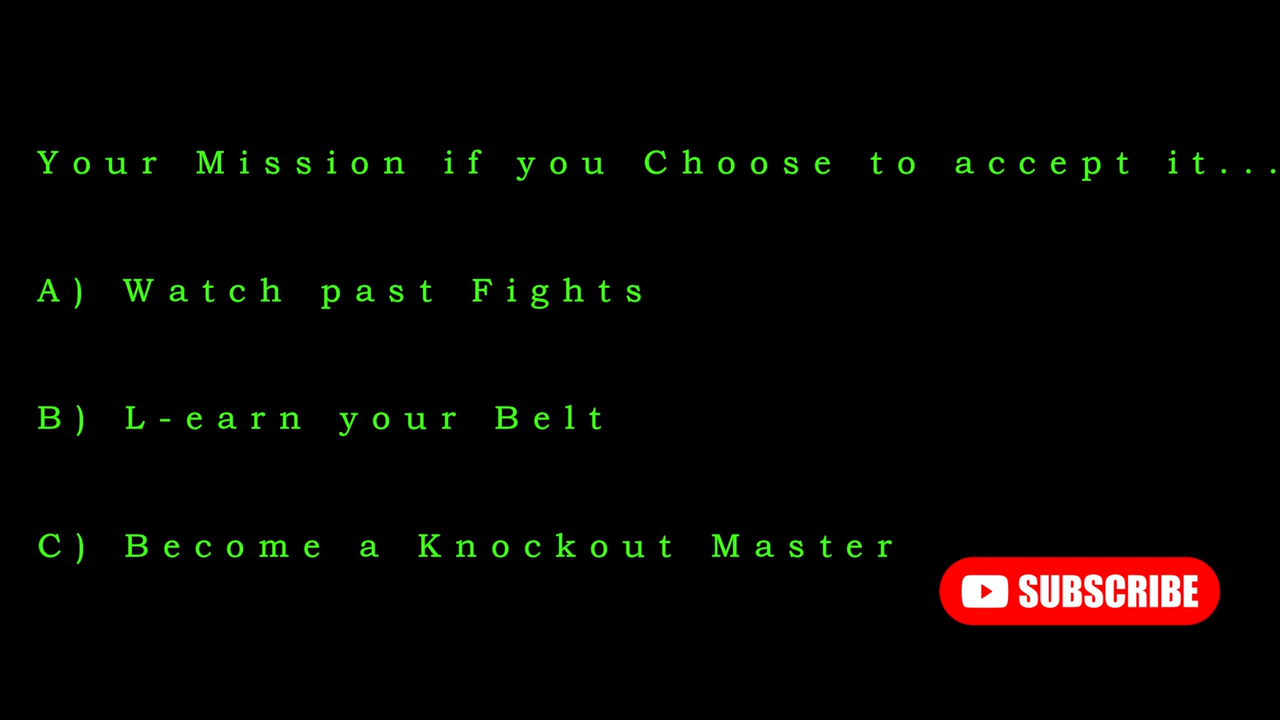 Your Mission if you Choose to accept it...
A) Watch past Fights
B) L-earn your Belt
C) Become a Knockout Master
SUBSCRIBE